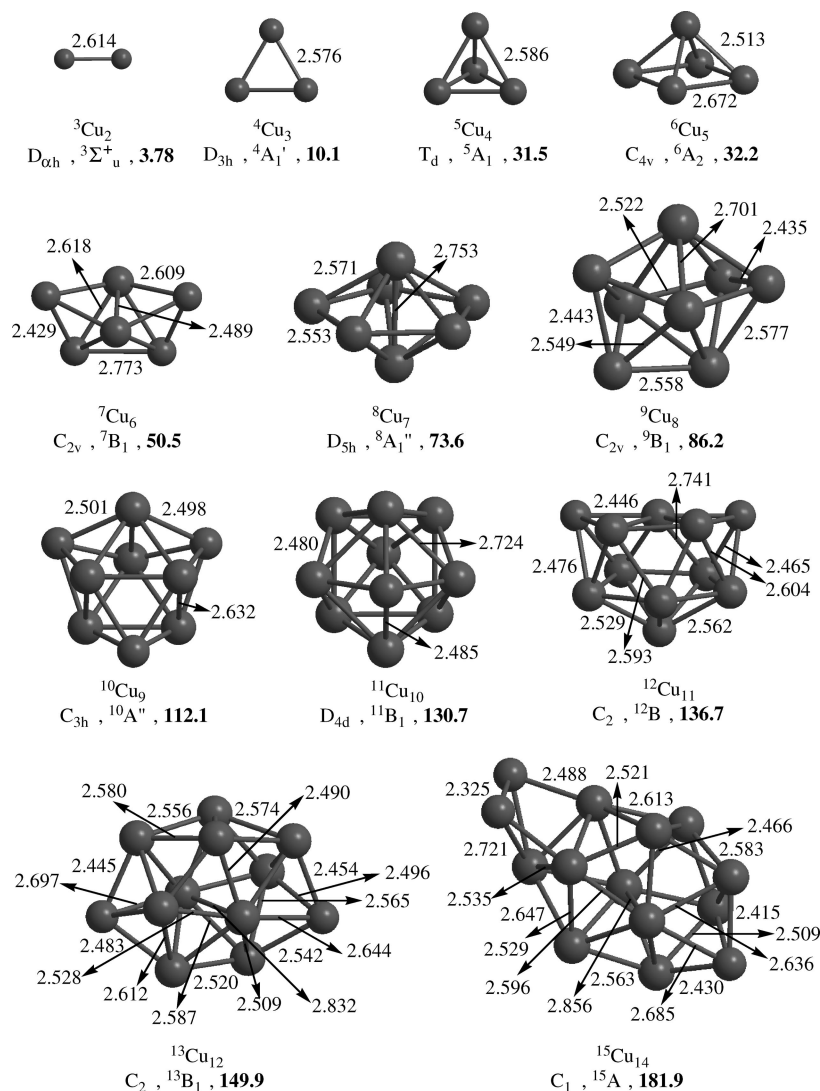 2.614
2.576
2.586
2.513
2.672
³Cu₂
⁴Cu₃
⁵Cu₄
⁶Cu₅
D∝h , ³Σ⁺ᵤ, 3.78
D₃h , ⁴A₁' , 10.1
Td , ⁵A₁ , 31.5
C₄v , ⁶A₂ , 32.2
2.618
2.609
2.429
2.489
2.773
2.571
2.753
2.553
2.522
2.701
2.435
2.443
2.549
2.577
2.558
⁷Cu₆
⁸Cu₇
⁹Cu₈
C₂v , ⁷B₁ , 50.5
D₅h , ⁸A₁" , 73.6
C₂v , ⁹B₁ , 86.2
2.501
2.498
2.632
2.480
2.724
2.485
2.446
2.741
2.476
2.465
2.604
2.529
2.562
2.593
¹⁰Cu₉
¹¹Cu₁₀
¹²Cu₁₁
C₃h , ¹⁰A" , 112.1
D₄d , ¹¹B₁ , 130.7
C₂ , ¹²B , 136.7
2.580
2.556
2.574
2.490
2.445
2.454
2.496
2.697
2.565
2.483
2.644
2.528
2.542
2.612
2.520
2.832
2.587
2.509
2.488
2.521
2.325
2.613
2.466
2.721
2.583
2.535
2.415
2.647
2.509
2.529
2.636
2.596
2.563
2.430
2.856
2.685
¹³Cu₁₂
¹⁵Cu₁₄
C₂ , ¹³B₁ , 149.9
C₁ , ¹⁵A , 181.9